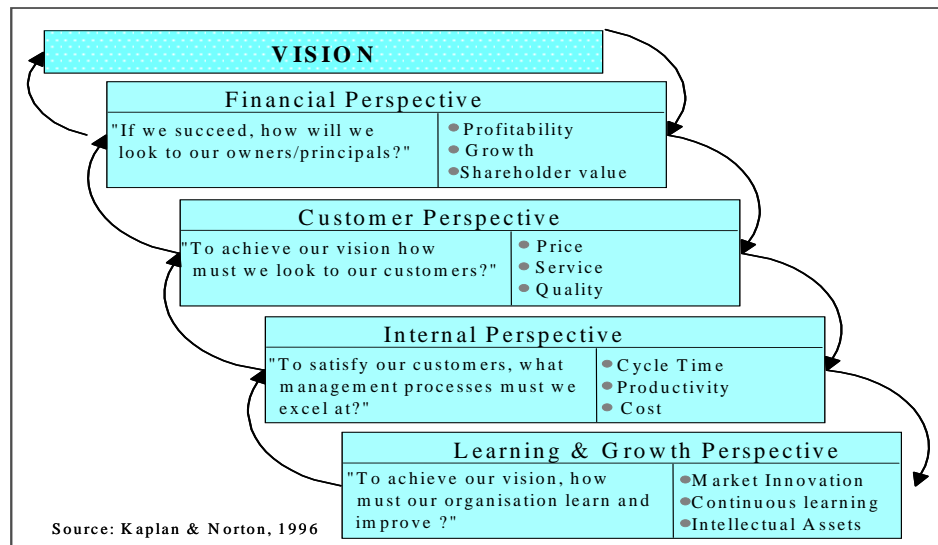 VISION
Financial Perspective
"If we succeed, how will we
look to our owners/principals?"
Profitability
Growth
Shareholder value
Customer Perspective
"To achieve our vision how
must we look to our customers?"
Price
Service
Quality
Internal Perspective
"To satisfy our customers, what
management processes must we
excel at?"
Cycle Time
Productivity
Cost
Learning & Growth Perspective
"To achieve our vision, how
must our organisation learn and
improve ?"
Market Innovation
Continuous learning
Intellectual Assets
Source: Kaplan & Norton, 1996